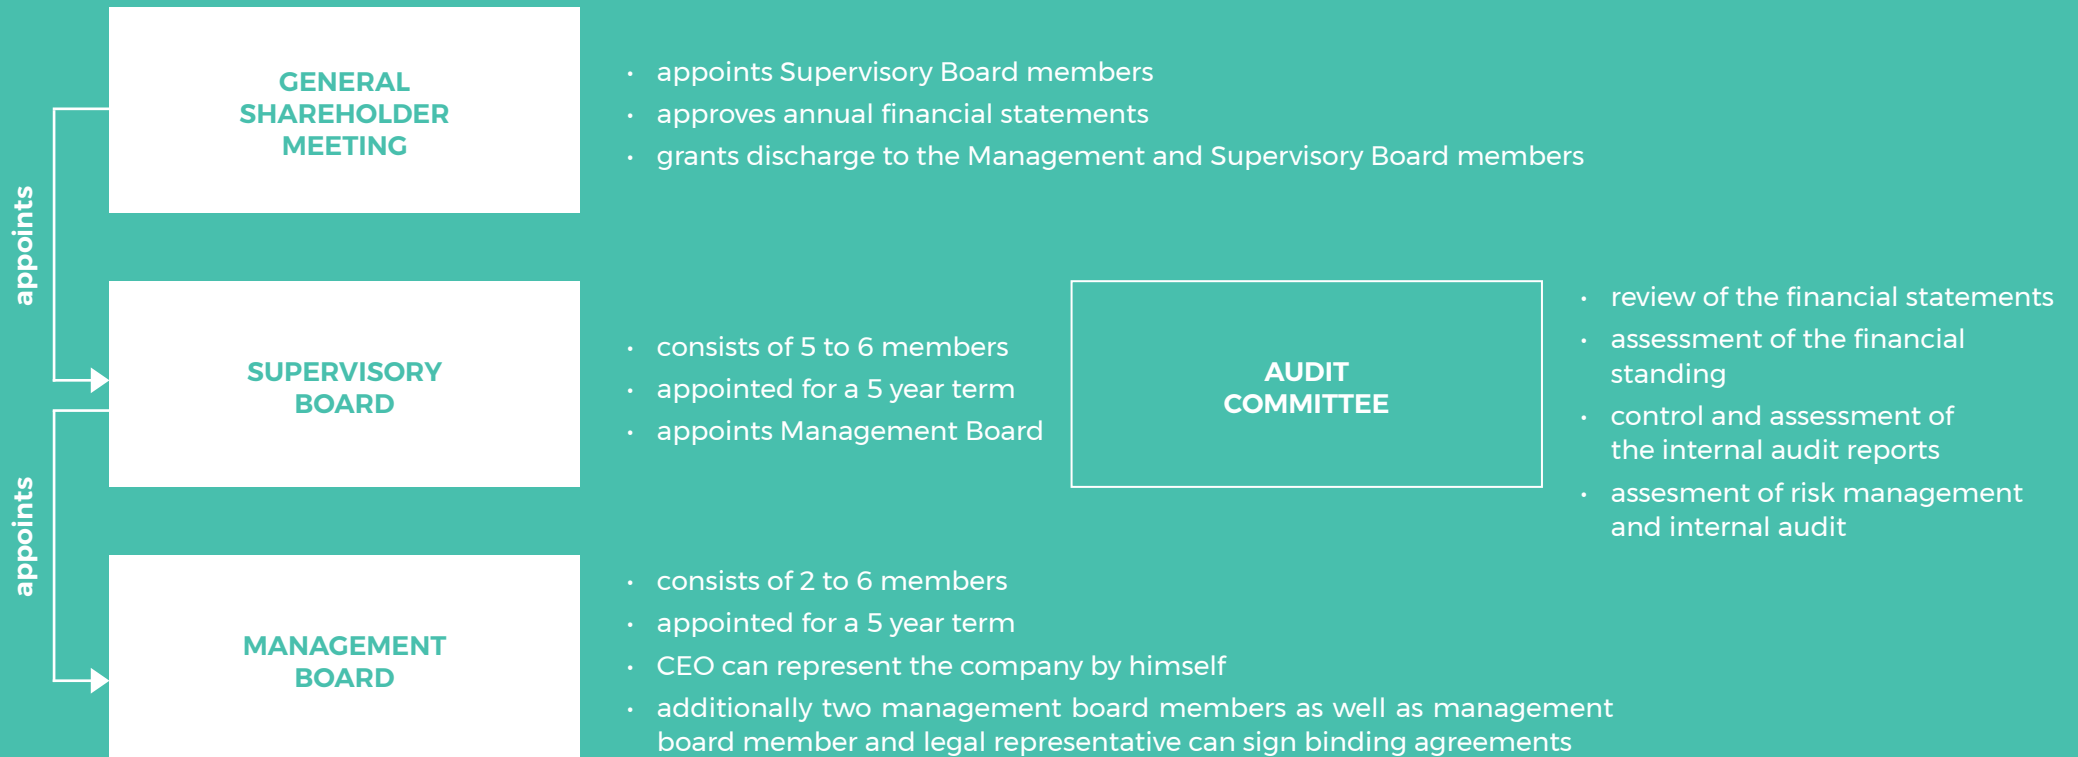 GENERAL
SHAREHOLDER
MEETING
• appoints Supervisory Board members
• approves annual financial statements
• grants discharge to the Management and Supervisory Board members
appoints
SUPERVISORY
BOARD
• consists of 5 to 6 members
• appointed for a 5 year term
• appoints Management Board
AUDIT
COMMITTEE
• review of the financial statements
• assessment of the financial
standing
• control and assessment of
the internal audit reports
• assesment of risk management
and internal audit
appoints
MANAGEMENT
BOARD
• consists of 2 to 6 members
• appointed for a 5 year term
• CEO can represent the company by himself
• additionally two management board members as well as management
board member and legal representative can sign binding agreements